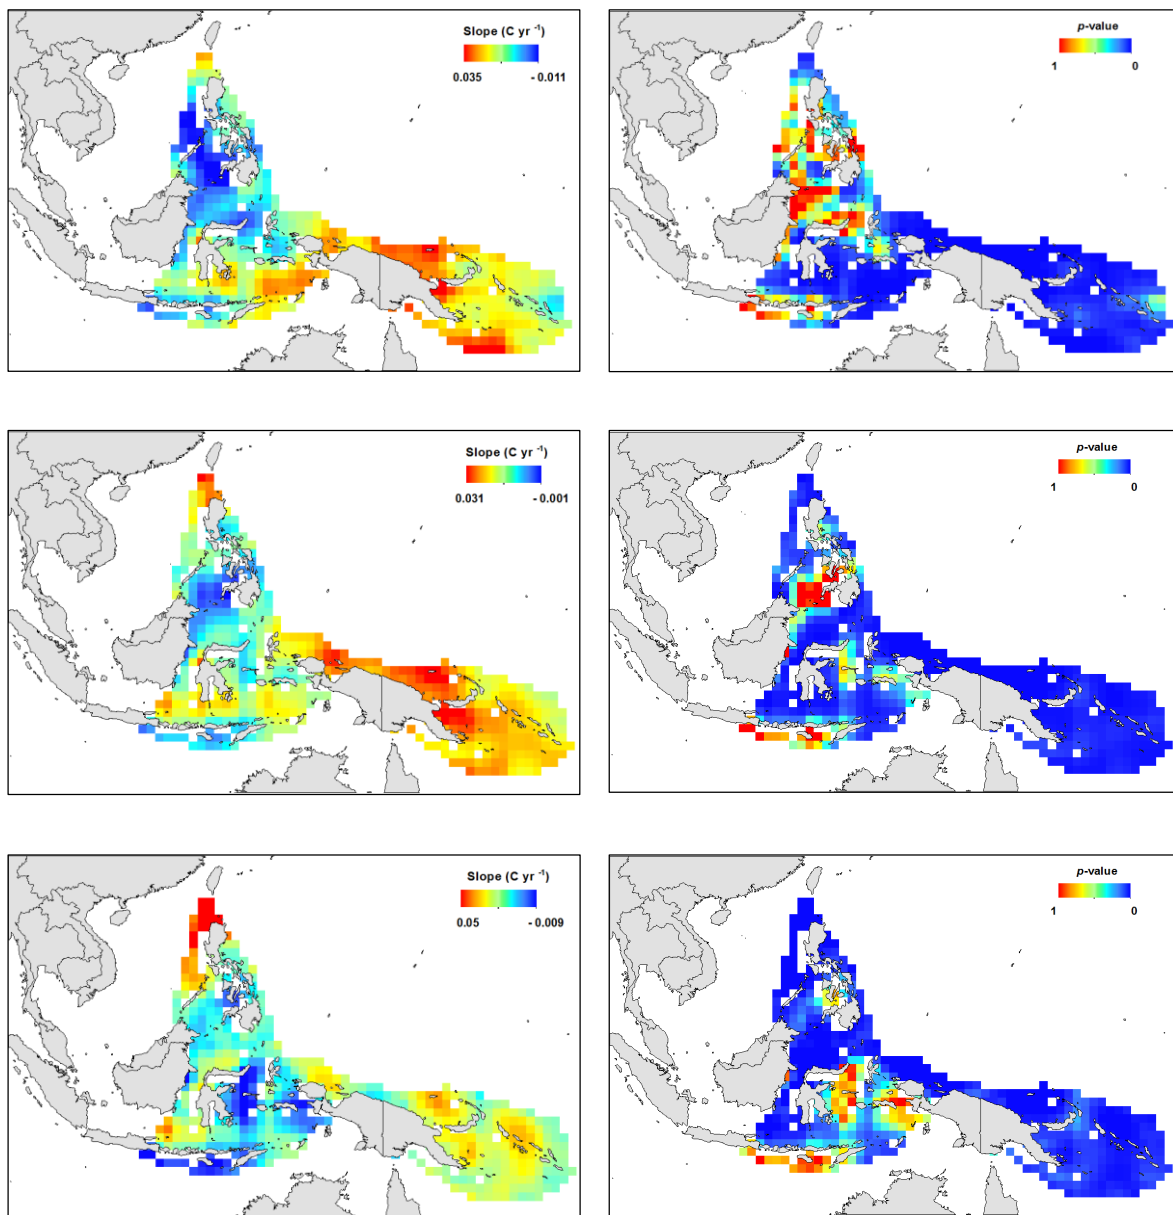 Slope (C yr -1)
0.035 - 0.011
p-value
1 0
Slope (C yr -1)
0.031 - 0.001
p-value
1 0
Slope (C yr -1)
0.05 - 0.009
p-value
1 0